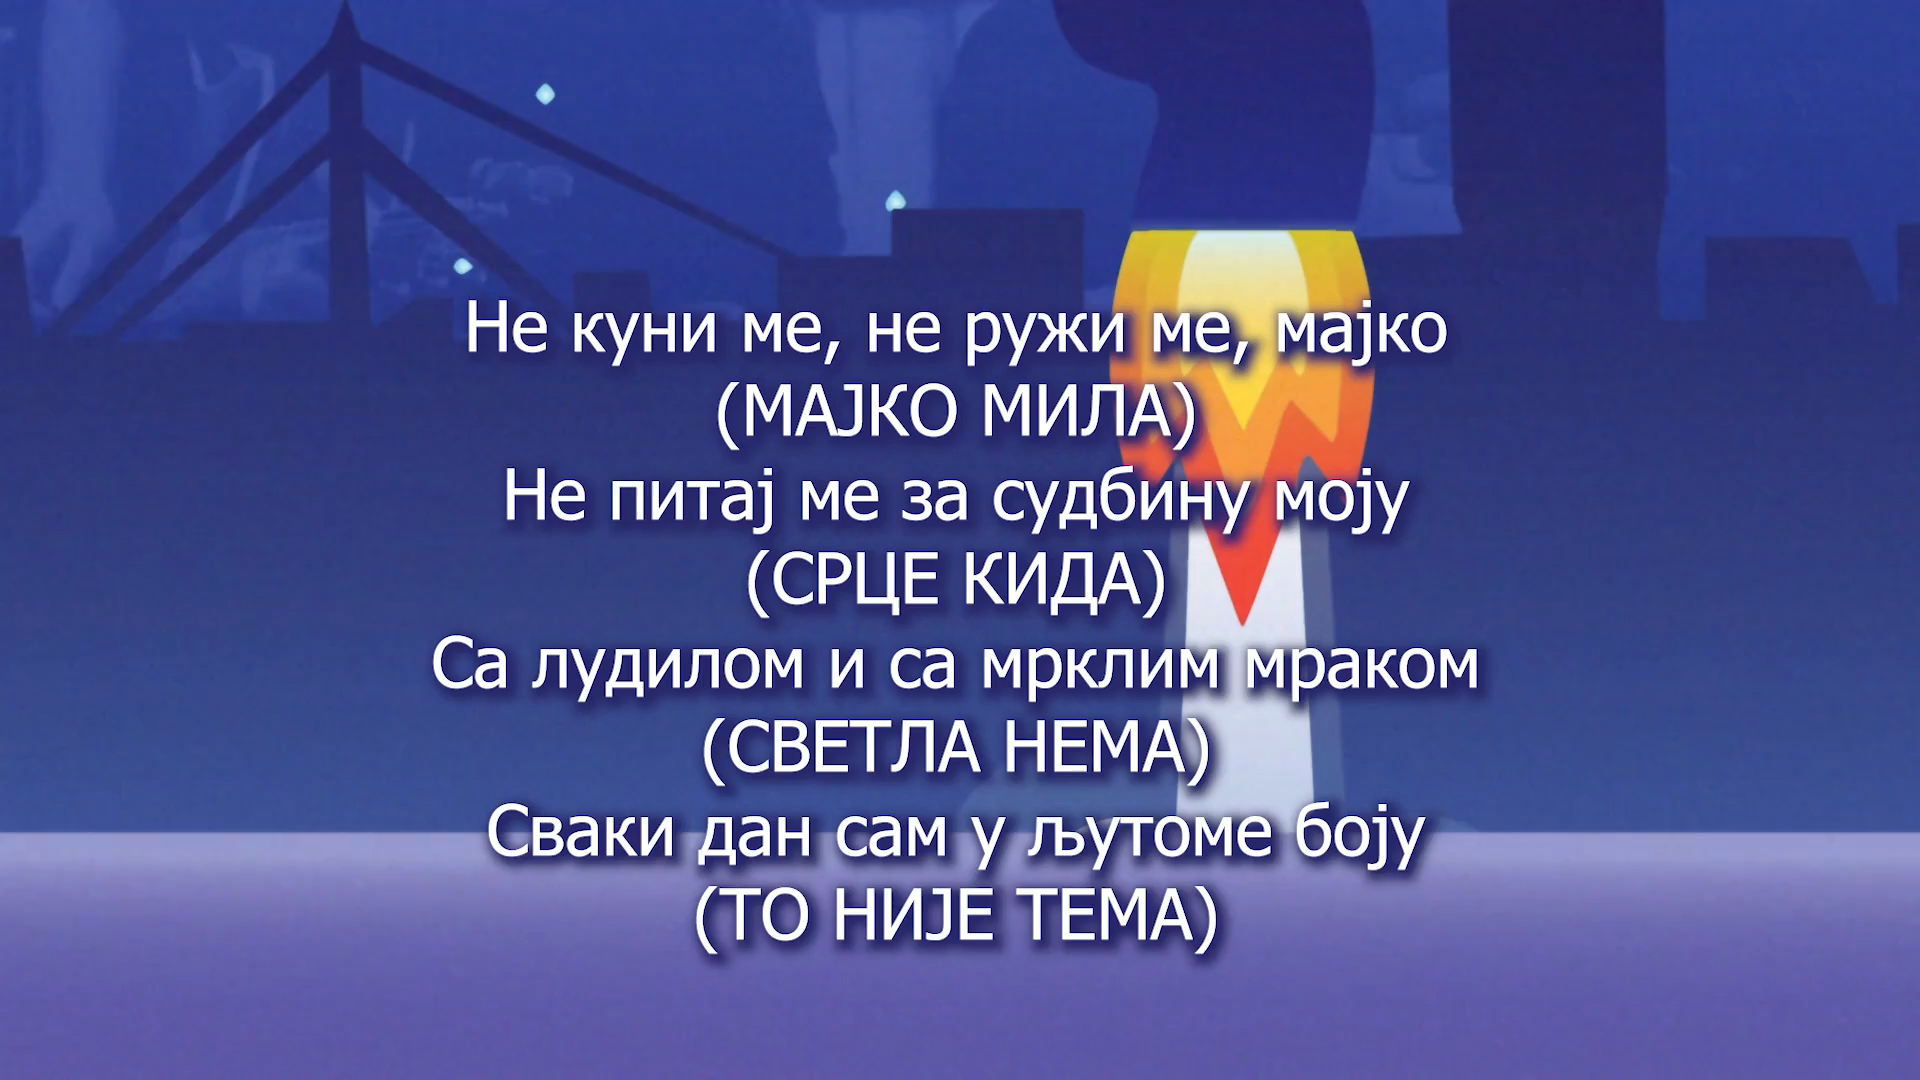 Не куни ме, не ружи ме, мајко
(МАЈКО МИЛА)
Не питај ме за судбину моју
(СРЦЕ КИДА)
Са лудилом и са мрклим мраком
(СВЕТЛА НЕМА)
Сваки дан сам у љутоме боју
(ТО НИЈЕ ТЕМА)